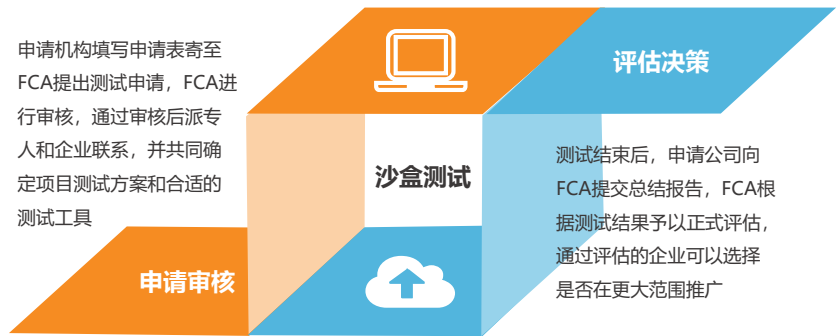 申请机构填写申请表寄至
FCA提出测试申请，FCA进
行审核，通过审核后派专
人和企业联系，并共同确
定项目测试方案和合适的
测试工具
申请审核
沙盒测试
评估决策
测试结束后，申请公司向
FCA提交总结报告，FCA根
据测试结果予以正式评估，
通过评估的企业可以选择
是否在更大范围推广